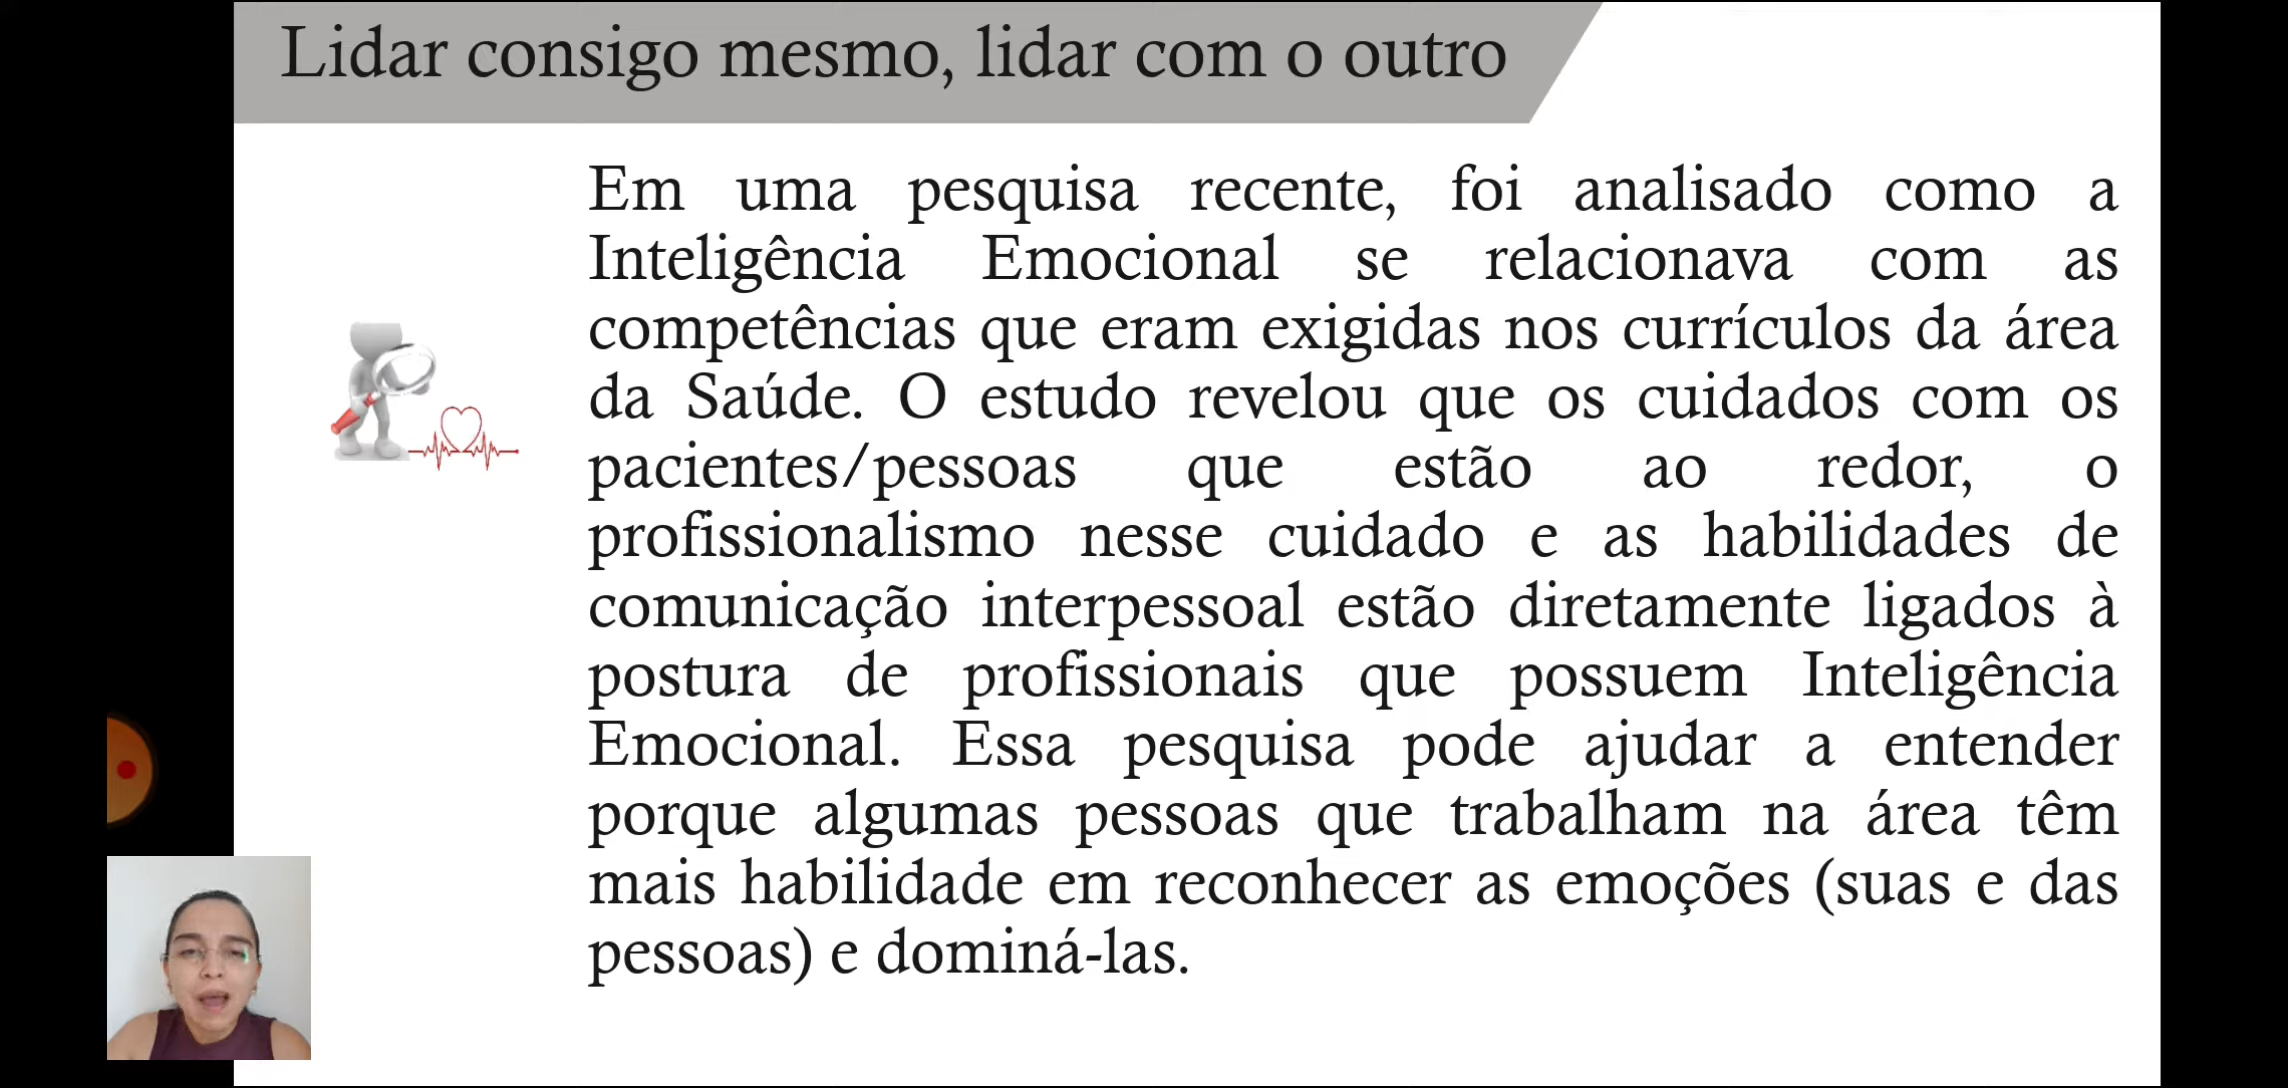 Lidar consigo mesmo, lidar com o outro
Em uma pesquisa recente, foi analisado como a
Inteligência Emocional se relacionava com as
competências que eram exigidas nos currículos da área
da Saúde. O estudo revelou que os cuidados com os
pacientes/pessoas que estão ao redor, o
profissionalismo nesse cuidado e as habilidades de
comunicação interpessoal estão diretamente ligados à
postura de profissionais que possuem Inteligência
Emocional. Essa pesquisa pode ajudar a entender
porque algumas pessoas que trabalham na área têm
mais habilidade em reconhecer as emoções (suas e das
pessoas) e dominá-las.